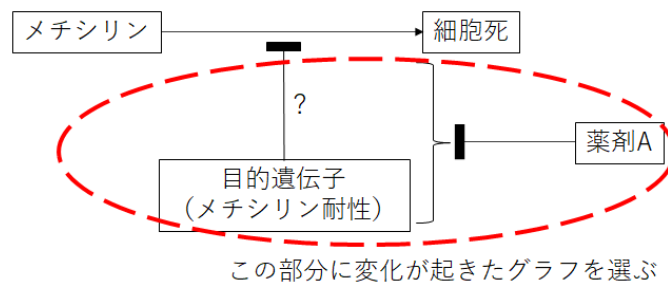 メチシリン
細胞死
?
薬剤A
目的遺伝子
(メチシリン耐性)
この部分に変化が起きたグラフを選ぶ